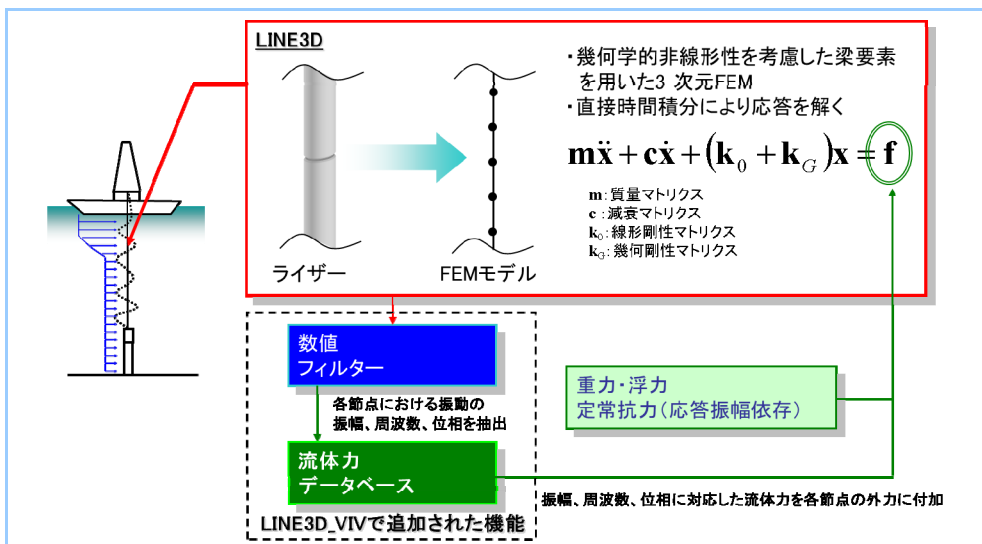 LINE3D
ライザー
FEMモデル
・幾何学的非線形性を考慮した梁要素
を用いた3 次元FEM
・直接時間積分により応答を解く
mẍ + cẋ + (k₀ + k_G)x = f
m: 質量マトリクス
c : 減衰マトリクス
k₀: 線形剛性マトリクス
k_G: 幾何剛性マトリクス
数値
フィルター
各節点における振動の
振幅、周波数、位相を抽出
流体力
データベース
LINE3D_VIVで追加された機能
重力・浮力
定常抗力(応答振幅依存)
振幅、周波数、位相に対応した流体力を各節点の外力に付加